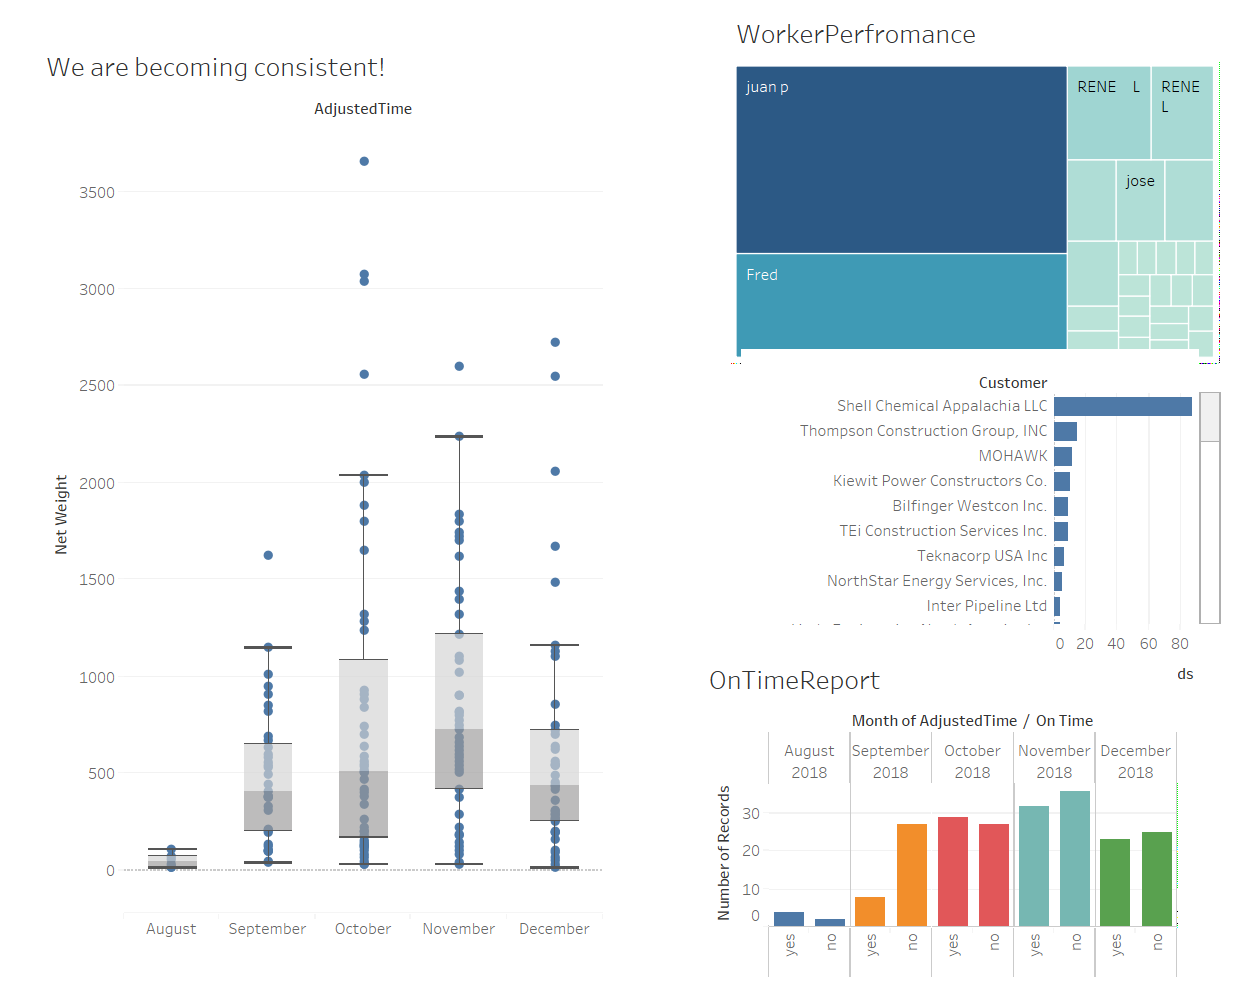 We are becoming consistent!
AdjustedTime
Net Weight
3500
3000
2500
2000
1500
1000
500
0
August
September
October
November
December
WorkerPerfromance
juan p
RENE L
RENE
L
jose
Fred
Customer
Shell Chemical Appalachia LLC
Thompson Construction Group, INC
MOHAWK
Kiewit Power Constructors Co.
Bilfinger Westcon Inc.
TEi Construction Services Inc.
Teknacorp USA Inc
NorthStar Energy Services, Inc.
Inter Pipeline Ltd
0 20 40 60 80
ds
OnTimeReport
Month of AdjustedTime / On Time
August September October November December
2018 2018 2018 2018 2018
Number of Records
30
20
10
0
yes no yes no yes no yes no yes no